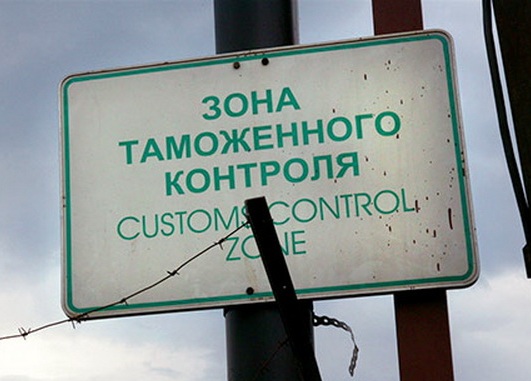 ЗОНА
ТАМОЖЕННОГО
КОНТРОЛЯ
CUSTOMS CONTROL
ZONE